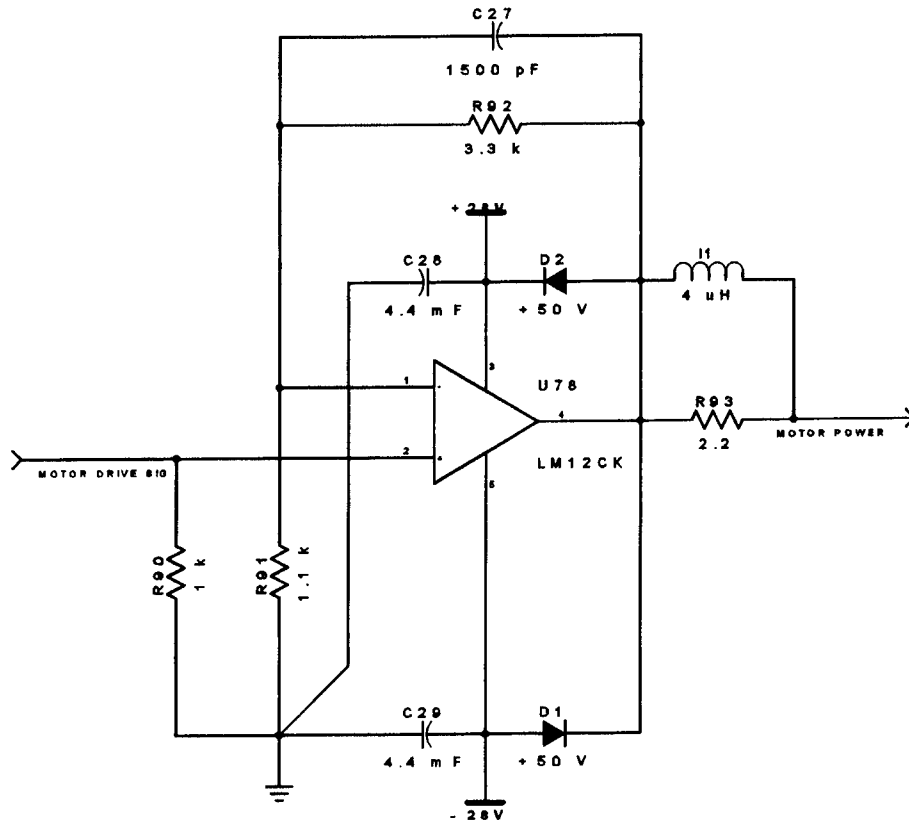 C27
1500 pF
R92
3.3 k
+28V
C28
4.4 mF
D2
+50 V
I1
4 uH
1
-
3
U78
4
R93
2.2
MOTOR POWER
2
+
LM12CK
5
MOTOR DRIVE SIG
R90
1 k
R91
1.1 k
C29
4.4 mF
D1
+50 V
-28V